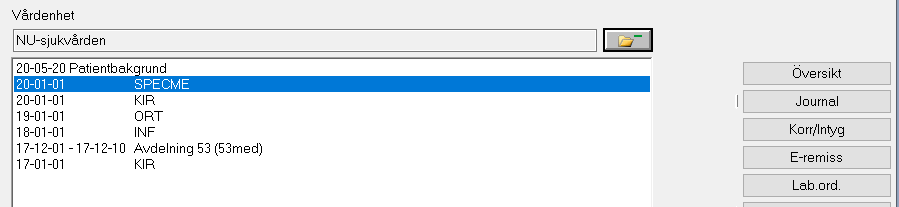 Vårdenhet
NU-sjukvården
20-05-20 Patientbakgrund
20-01-01 SPECME
20-01-01 KIR
19-01-01 ORT
18-01-01 INF
17-12-01 - 17-12-10 Avdelning 53 (53med)
17-01-01 KIR
Översikt
Journal
Korr/Intyg
E-remiss
Lab.ord.